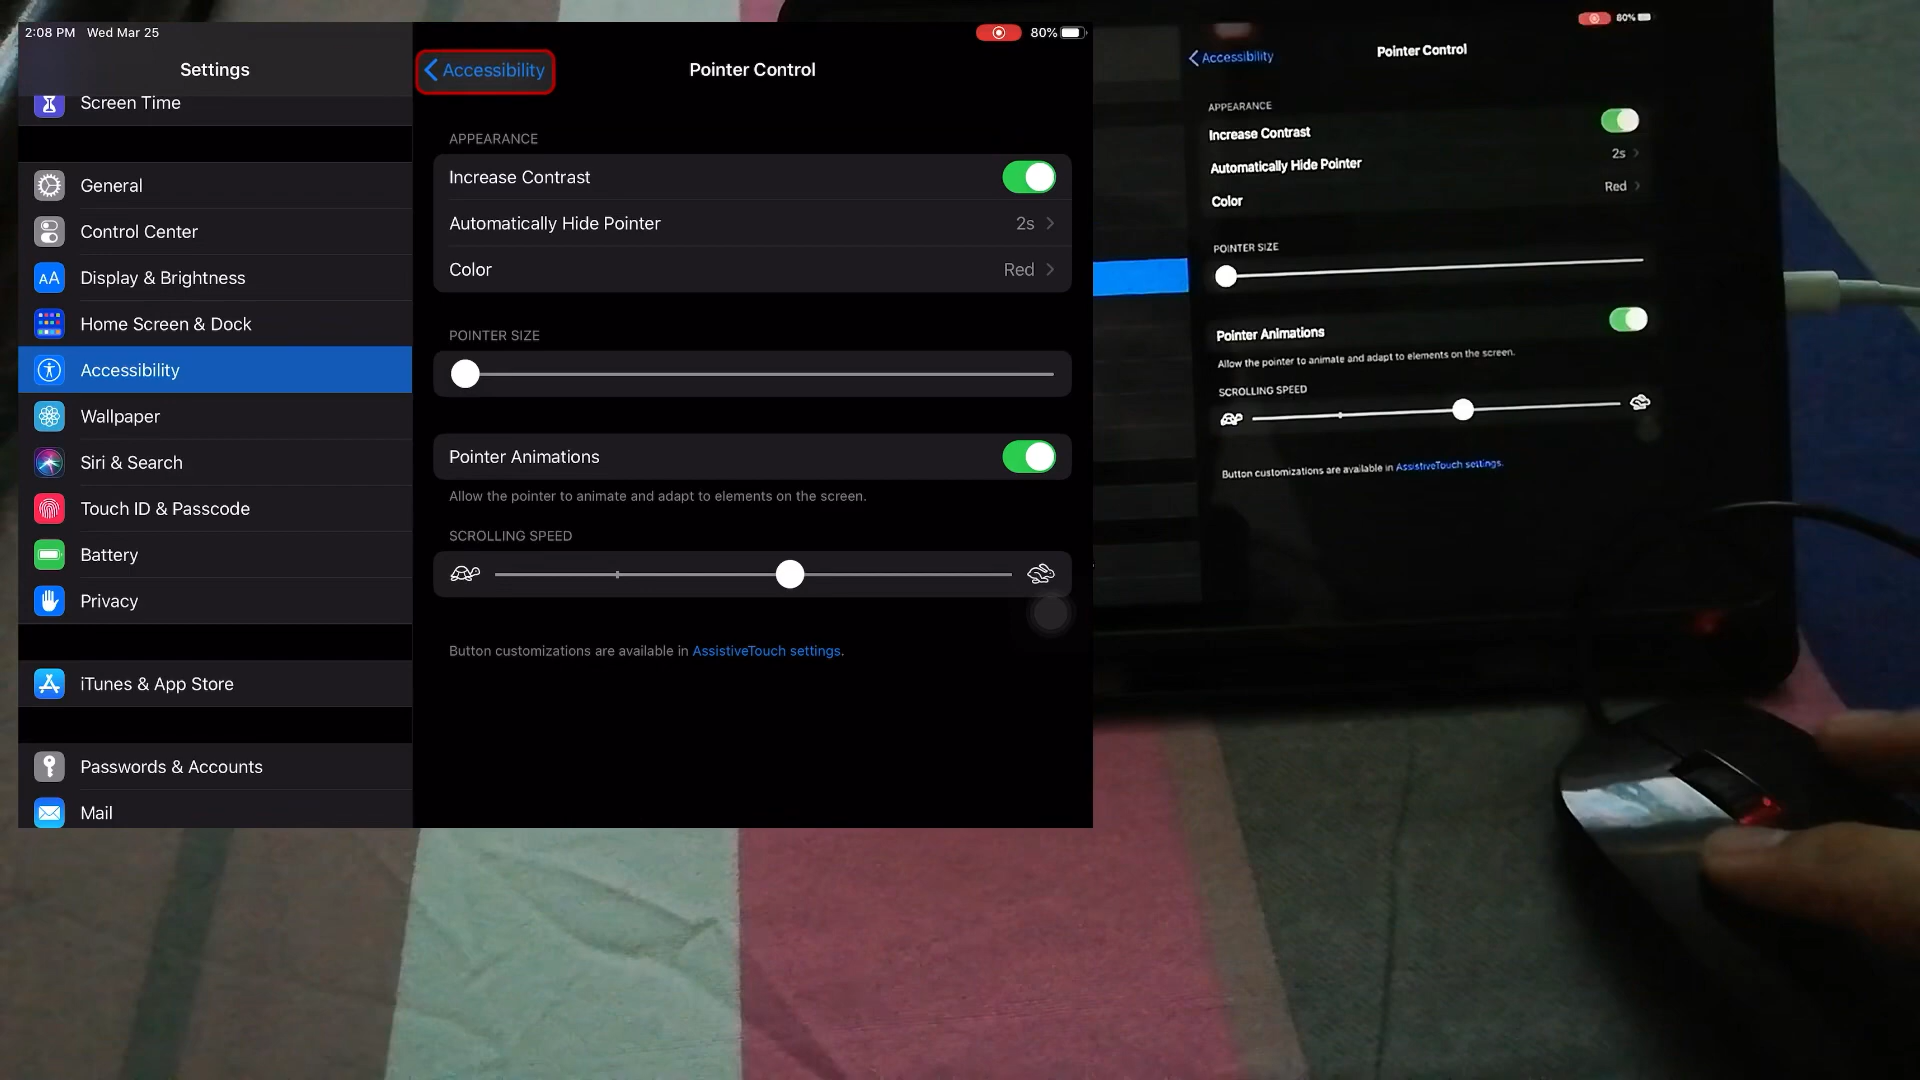 2:08 PM Wed Mar 25
80%
Settings
Screen Time
General
Control Center
AA Display & Brightness
Home Screen & Dock
Accessibility
Wallpaper
Siri & Search
Touch ID & Passcode
Battery
Privacy
iTunes & App Store
Passwords & Accounts
Mail
Accessibility
Pointer Control
APPEARANCE
Increase Contrast
Automatically Hide Pointer 2s
Color Red
POINTER SIZE
Pointer Animations
Allow the pointer to animate and adapt to elements on the screen.
SCROLLING SPEED
Button customizations are available in AssistiveTouch settings.
80%
Accessibility
Pointer Control
APPEARANCE
Increase Contrast
Automatically Hide Pointer 2s
Color Red
POINTER SIZE
Pointer Animations
Allow the pointer to animate and adapt to elements on the screen.
SCROLLING SPEED
Button customizations are available in AssistiveTouch settings.